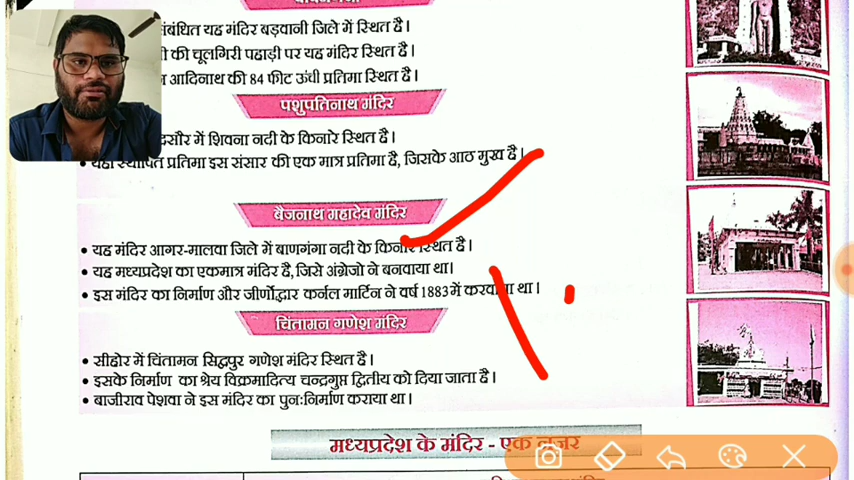 संबंधित यह मंदिर बड़वानी जिले में स्थित है।
की चूलगिरी पहाड़ी पर यह मंदिर स्थित है।
आदिनाथ की 84 फीट ऊंची प्रतिमा स्थित है।
पशुपतिनाथ मंदिर
दसौर में शिवना नदी के किनारे स्थित है।
• यहाँ स्थापित प्रतिमा इस संसार की एक मात्र प्रतिमा है, जिसके आठ मुख है।
बैजनाथ महादेव मंदिर
• यह मंदिर आगर-मालवा जिले में बाणगंगा नदी के किनारे स्थित है।
• यह मध्यप्रदेश का एकमात्र मंदिर है, जिसे अंग्रेजो ने बनवाया था।
• इस मंदिर का निर्माण और जीर्णोद्धार कर्नल मार्टिन ने वर्ष 1883 में करवाया था।
चिंतामन गणेश मंदिर
• सीहोर में चिंतामन सिद्धपुर गणेश मंदिर स्थित है।
• इसके निर्माण का श्रेय विक्रमादित्य चन्द्रगुप्त द्वितीय को दिया जाता है।
• बाजीराव पेशवा ने इस मंदिर का पुनःनिर्माण कराया था।
मध्यप्रदेश के मंदिर - एक नजर